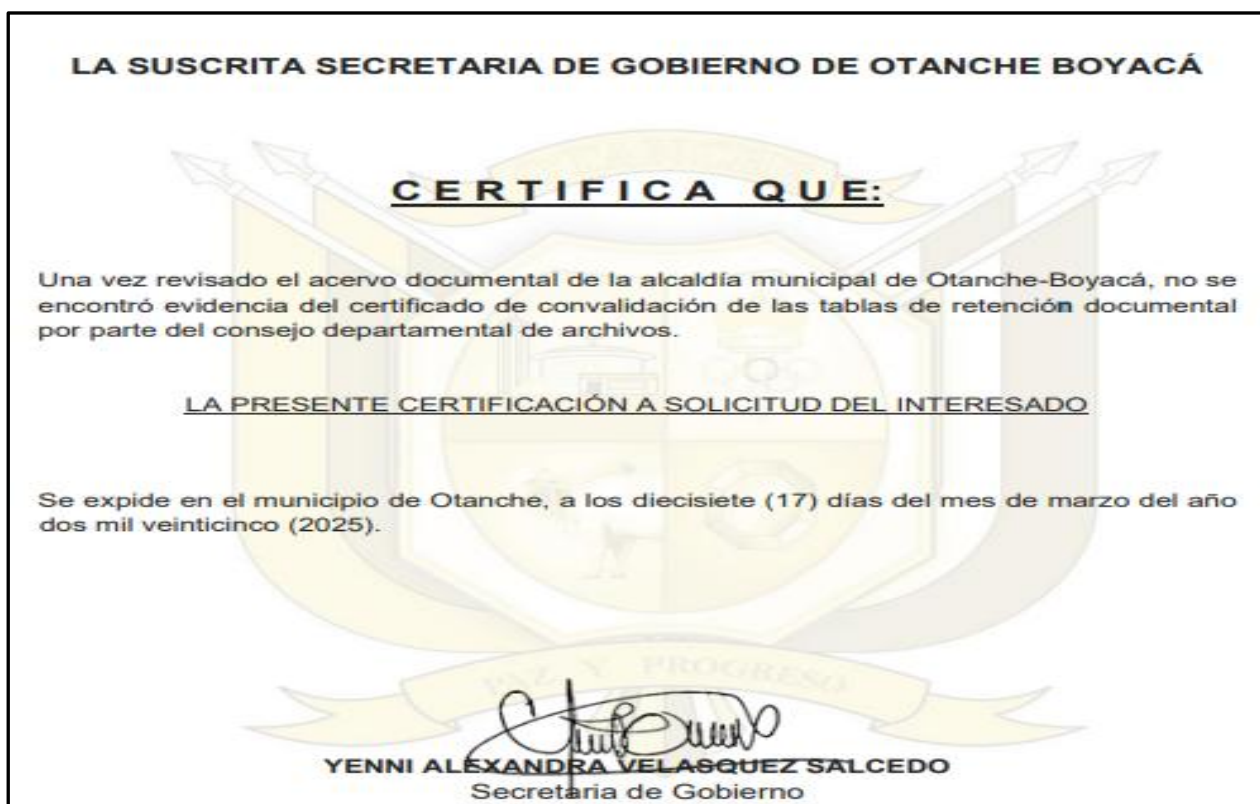 LA SUSCRITA SECRETARIA DE GOBIERNO DE OTANCHE BOYACÁ
CERTIFICA QUE:
Una vez revisado el acervo documental de la alcaldía municipal de Otanche-Boyacá, no se
encontró evidencia del certificado de convalidación de las tablas de retención documental
por parte del consejo departamental de archivos.
LA PRESENTE CERTIFICACIÓN A SOLICITUD DEL INTERESADO
Se expide en el municipio de Otanche, a los diecisiete (17) días del mes de marzo del año
dos mil veinticinco (2025).
PAZ Y PROGRESO
YENNI ALEXANDRA VELASQUEZ SALCEDO
Secretaria de Gobierno